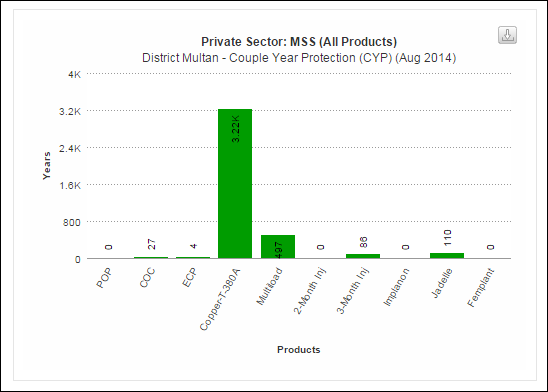 Private Sector: MSS (All Products)
District Multan - Couple Year Protection (CYP) (Aug 2014)
4K
3.2K
2.4K
1.6K
800
0
Years
0
27
4
3.22K
497
0
86
0
110
0
POP
COC
ECP
Copper-T-380A
Multiload
2-Month Inj
3-Month Inj
Implanon
Jadelle
Femplant
Products